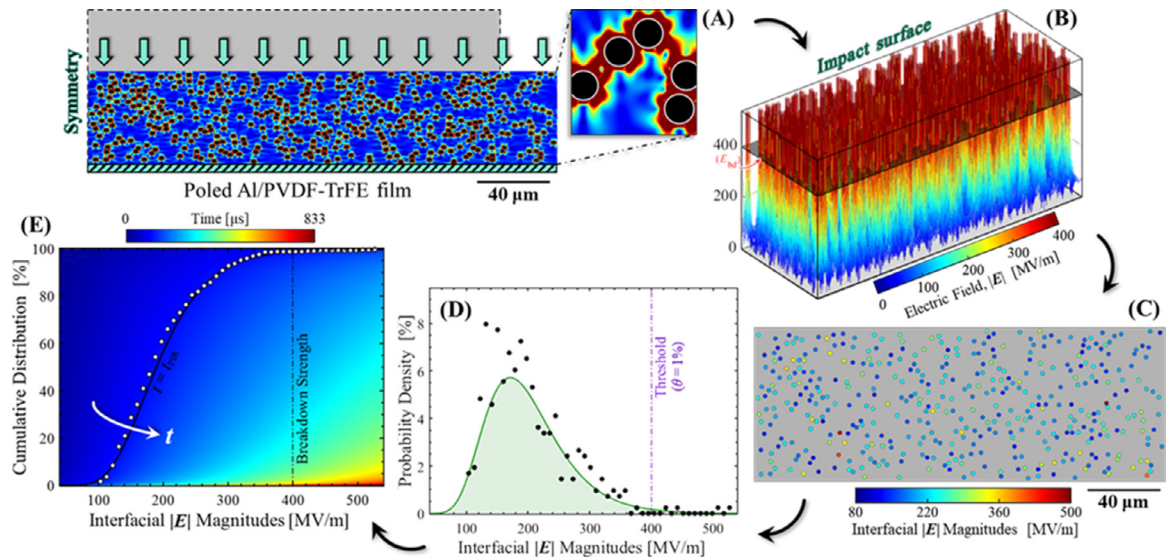 (A)
Symmetry
Poled Al/PVDF-TrFE film
40 μm
(B)
Impact surface
400
(E_bd)
200
0
0
100
200
300
400
Electric Field, |E| [MV/m]
(C)
80
220
360
500
Interfacial |E| Magnitudes [MV/m]
40 μm
(D)
Probability Density [%]
8
6
4
2
0
100
200
300
400
500
Interfacial |E| Magnitudes [MV/m]
Threshold
(θ=1%)
(E)
0
Time [μs]
833
Cumulative Distribution [%]
100
80
60
40
20
0
100
200
300
400
500
Interfacial |E| Magnitudes [MV/m]
t
Breakdown Strength